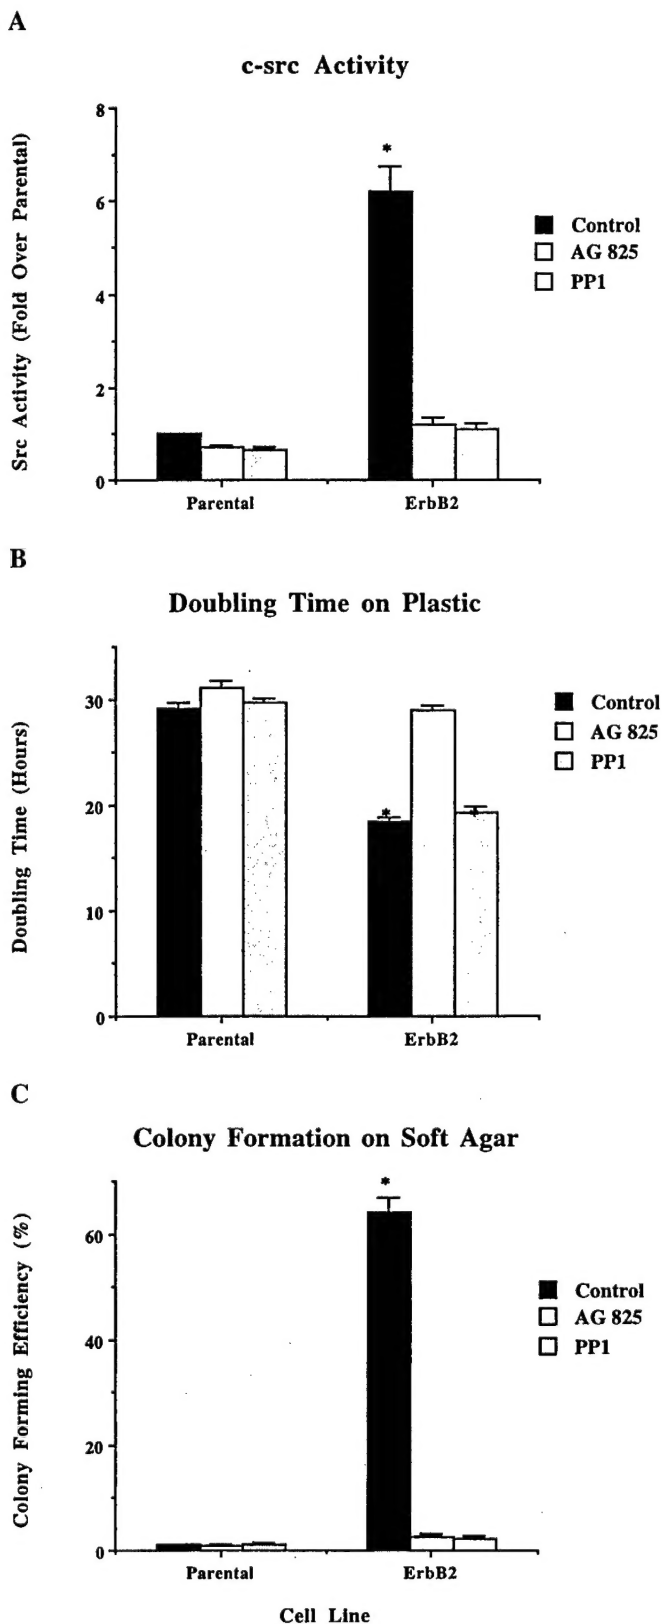 A
c-src Activity
Src Activity (Fold Over Parental)
8
6
4
2
0
*
Control
AG 825
PP1
Parental
ErbB2
B
Doubling Time on Plastic
Doubling Time (Hours)
30
20
10
0
*
*
Control
AG 825
PP1
Parental
ErbB2
C
Colony Formation on Soft Agar
Colony Forming Efficiency (%)
60
40
20
0
*
Control
AG 825
PP1
Parental
ErbB2
Cell Line